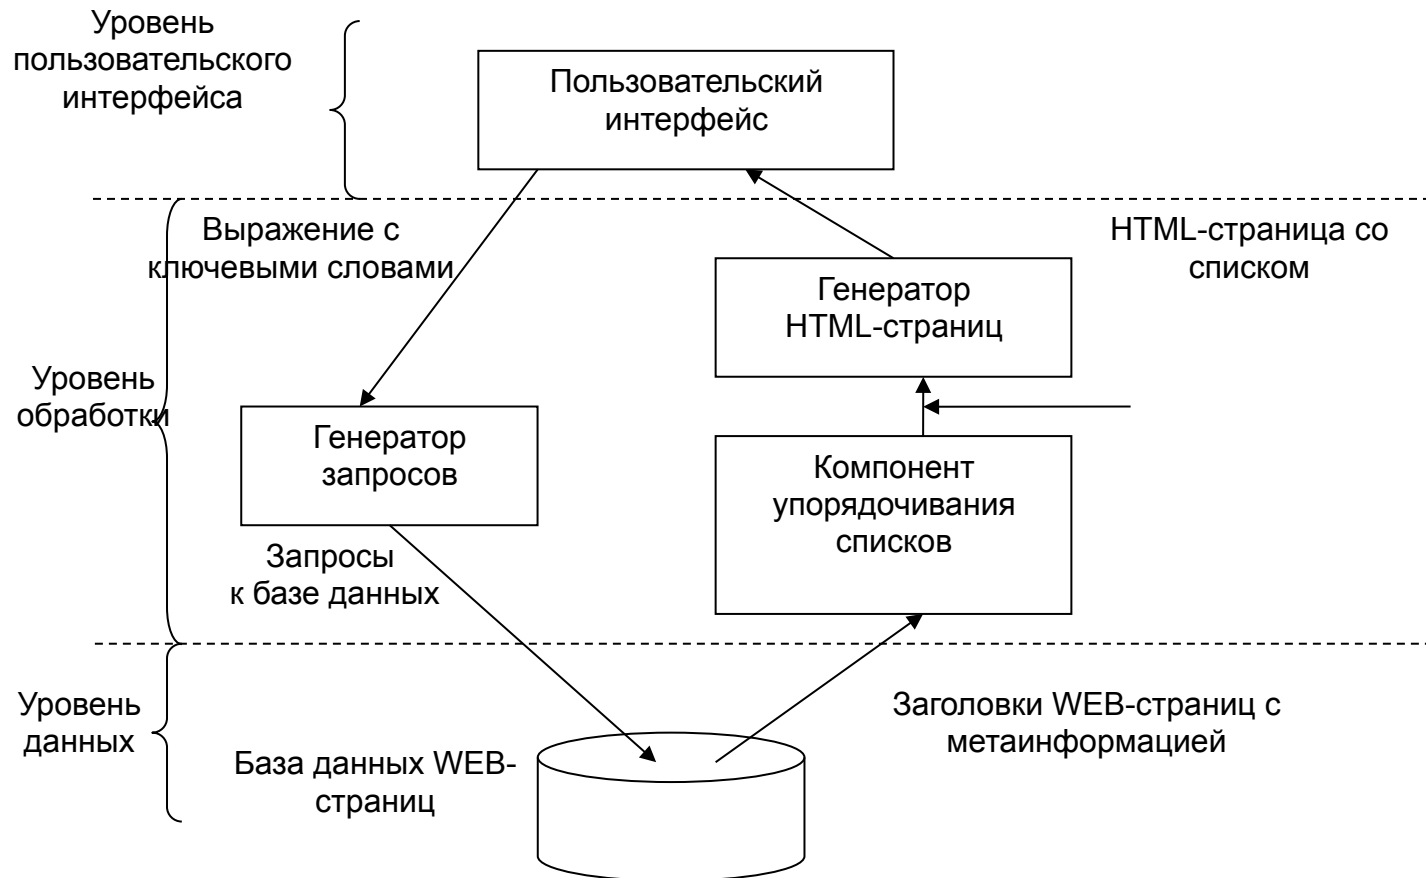 Уровень
пользовательского
интерфейса
Пользовательский
интерфейс
Выражение с
ключевыми словами
HTML-страница со
списком
Генератор
HTML-страниц
Уровень
обработки
Генератор
запросов
Компонент
упорядочивания
списков
Запросы
к базе данных
Уровень
данных
База данных WEB-
страниц
Заголовки WEB-страниц с
метаинформацией